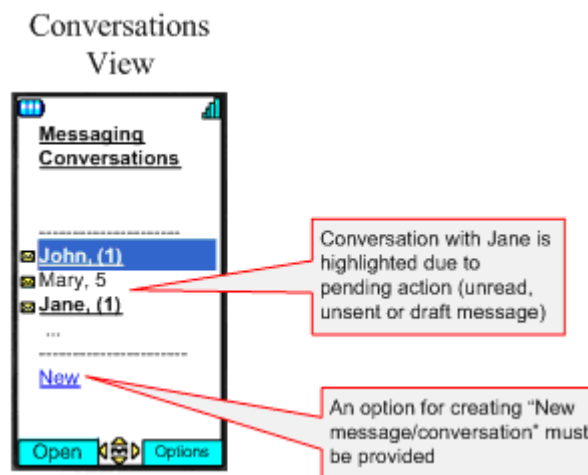 Conversations
View
Messaging
Conversations
---------------------
John, (1)
Mary, 5
Jane, (1)
...
----------------------
New
Open
Options
Conversation with Jane is
highlighted due to
pending action (unread,
unsent or draft message)
An option for creating “New
message/conversation” must
be provided